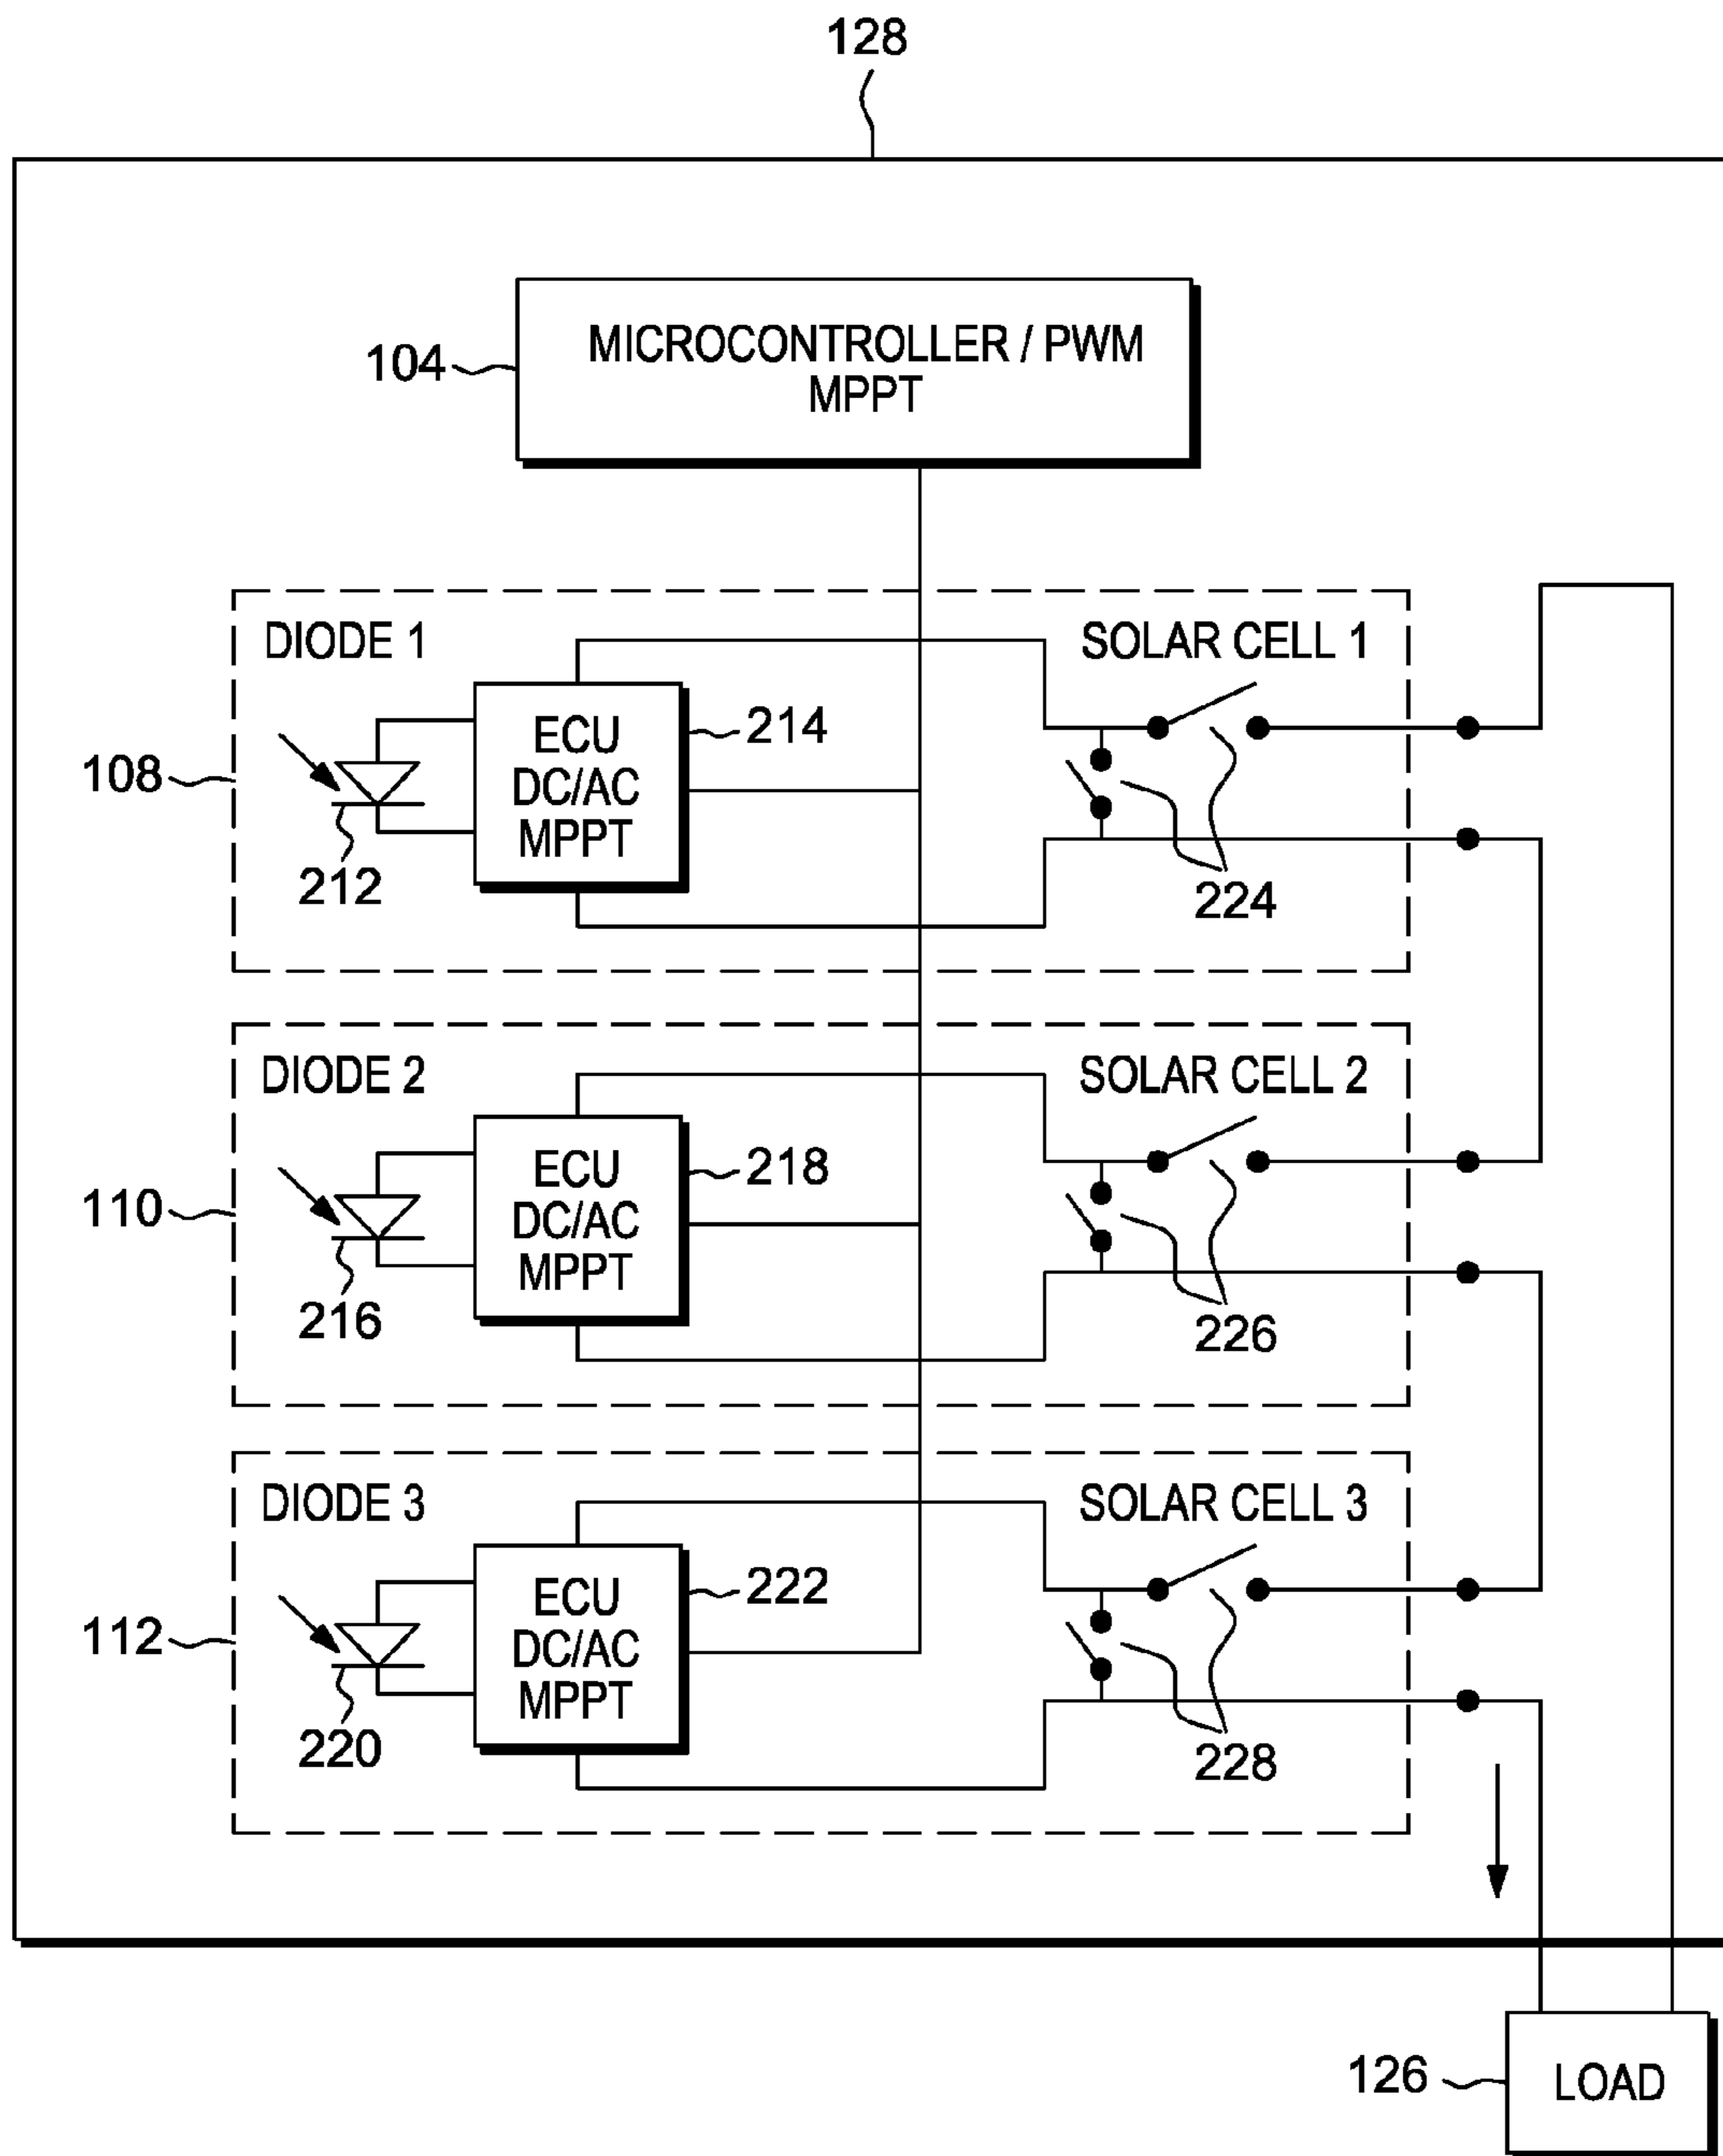 128
104
MICROCONTROLLER / PWM
MPPT
DIODE 1
SOLAR CELL 1
ECU
DC/AC
MPPT
214
108
212
224
DIODE 2
SOLAR CELL 2
ECU
DC/AC
MPPT
218
110
216
226
DIODE 3
SOLAR CELL 3
ECU
DC/AC
MPPT
222
112
220
228
126
LOAD